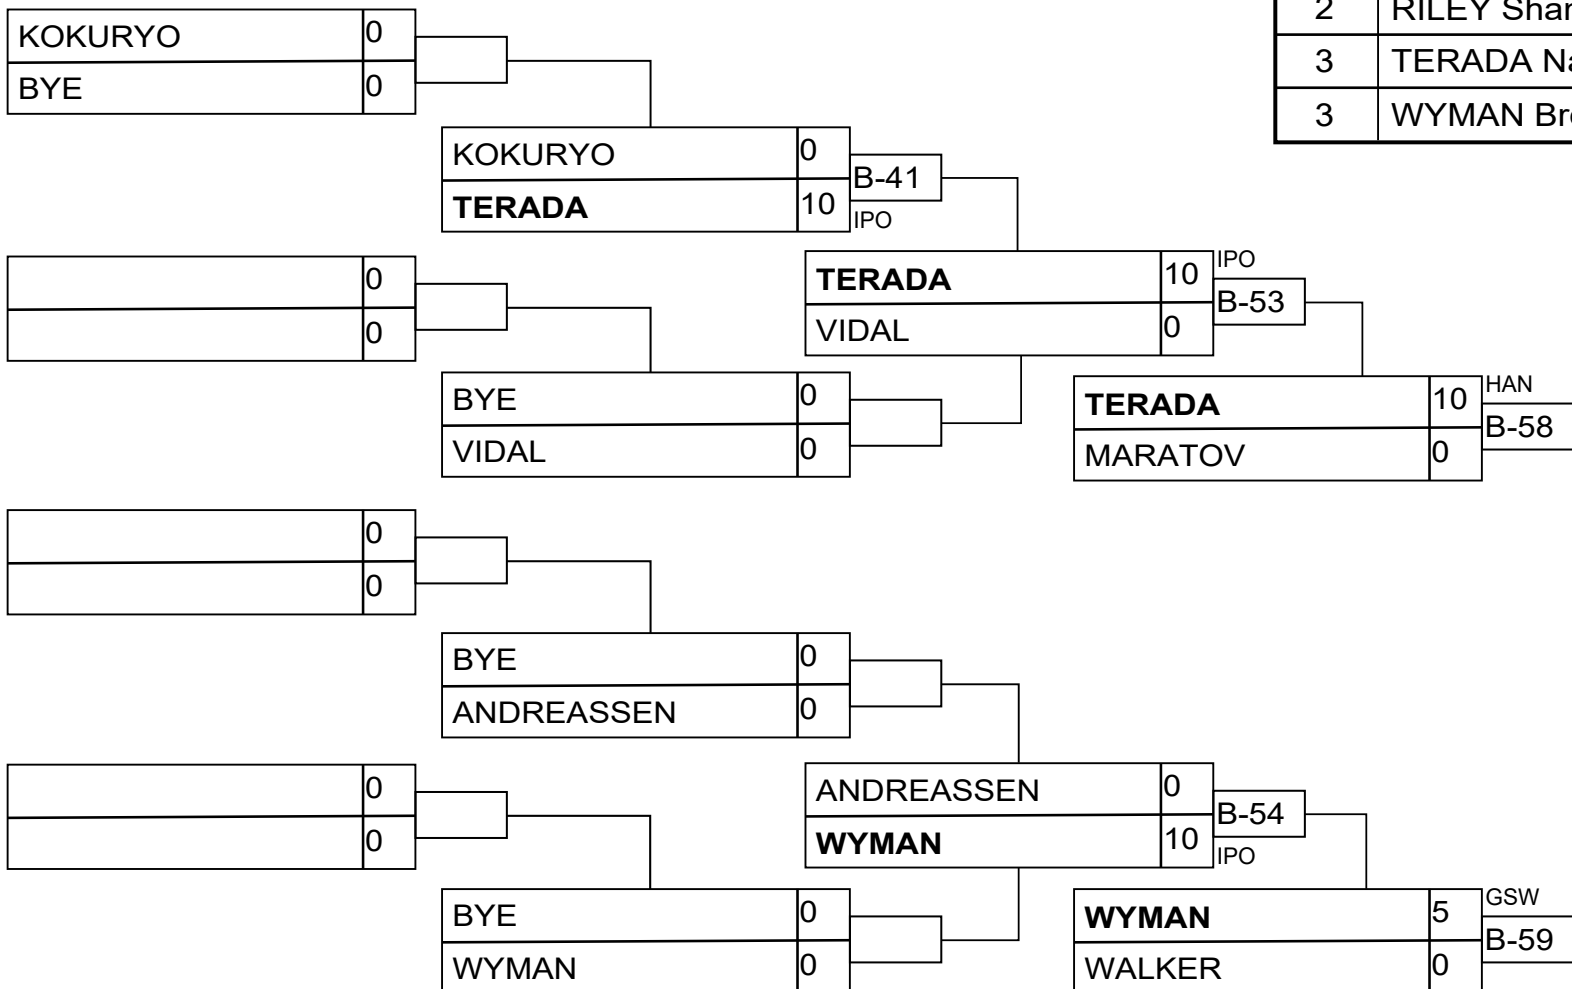 2 RILEY
3 TERADA
3 WYMAN
KOKURYO 0
BYE 0
KOKURYO 0
B-41
TERADA 10
IPO
0
0
TERADA 10
IPO
B-53
VIDAL 0
BYE 0
VIDAL 0
TERADA 10
HAN
B-58
MARATOV 0
0
0
BYE 0
ANDREASSEN 0
0
0
ANDREASSEN 0
B-54
WYMAN 10
IPO
BYE 0
WYMAN 0
WYMAN 5
GSW
B-59
WALKER 0